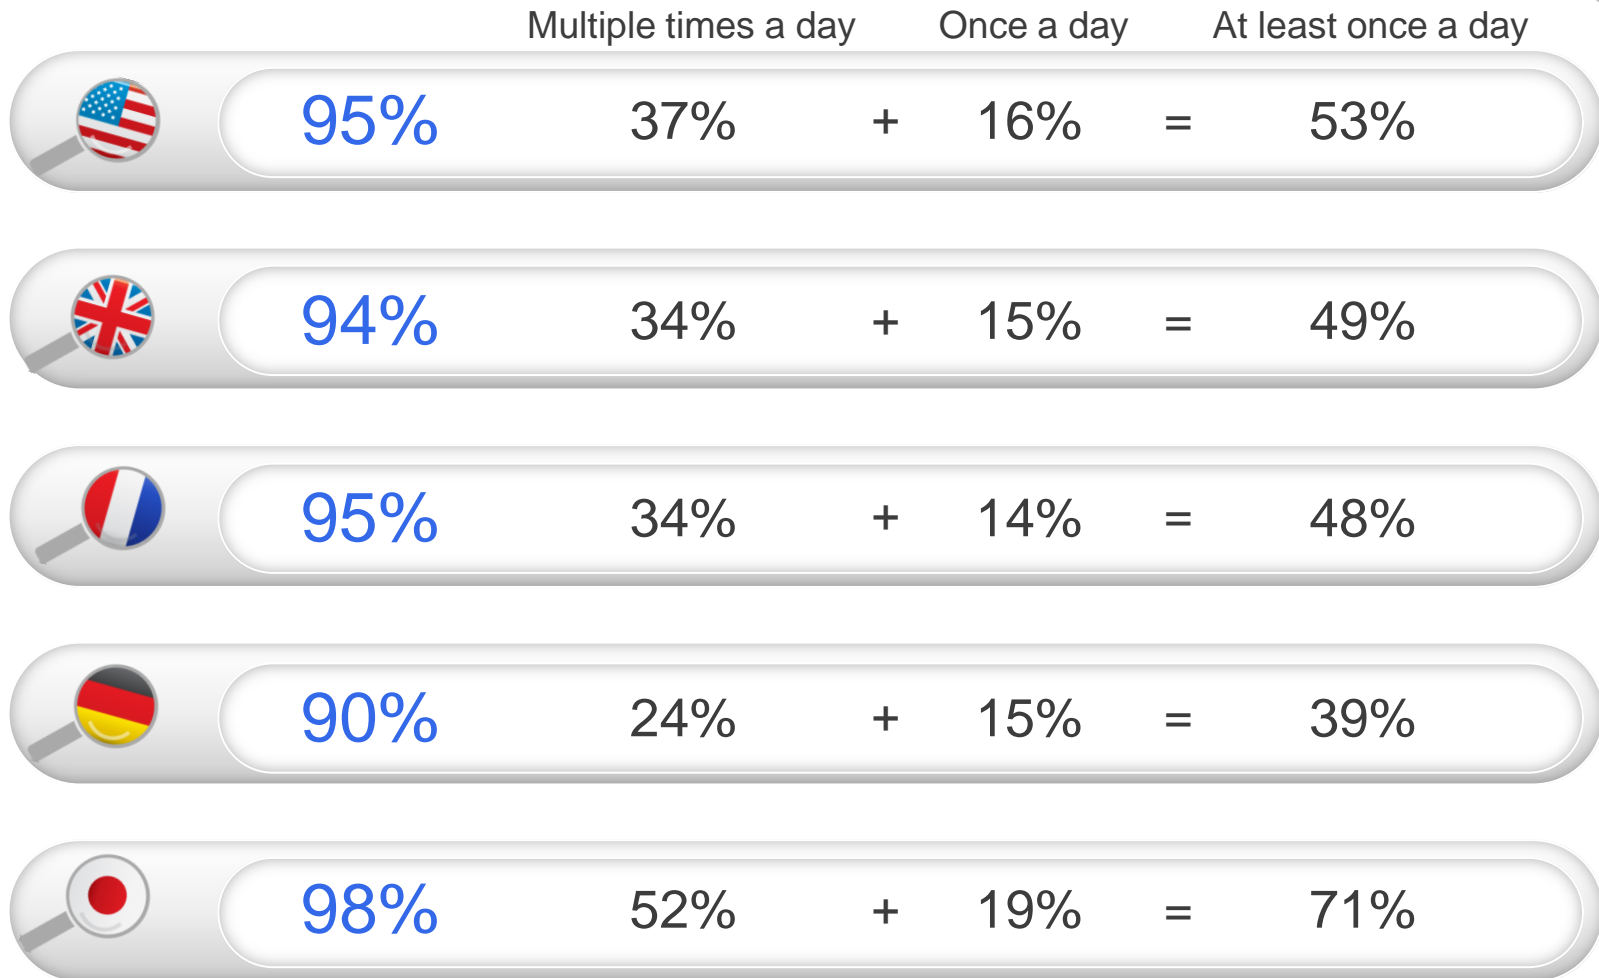 Multiple times a day Once a day At least once a day
95% 37% + 16% = 53%
94% 34% + 15% = 49%
95% 34% + 14% = 48%
90% 24% + 15% = 39%
98% 52% + 19% = 71%